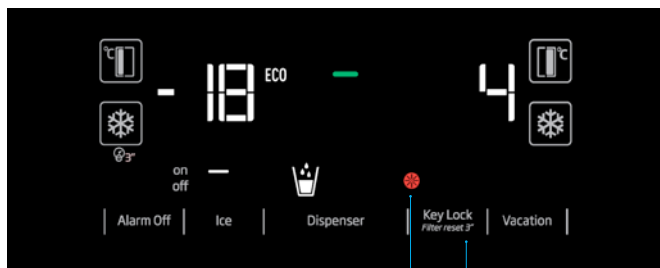 °C
- 18 ECO
4 °C
3"
on
off
Alarm Off
Ice
Dispenser
Key Lock
Filter reset 3"
Vacation